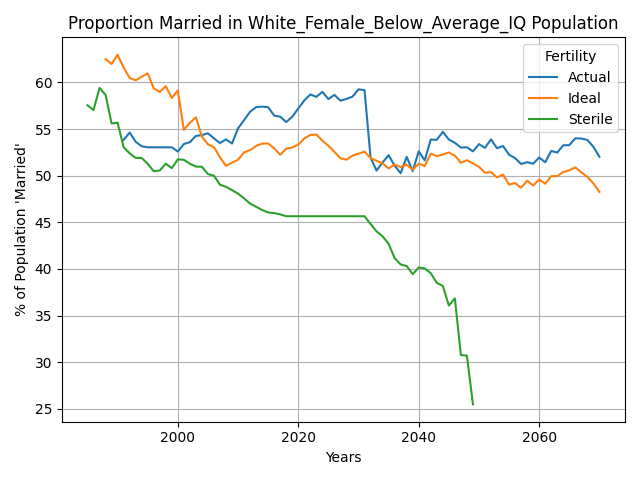 Proportion Married in White_Female_Below_Average_IQ Population
% of Population 'Married'
60
55
50
45
40
35
30
25
Fertility
Actual
Ideal
Sterile
2000 2020 2040 2060
Years